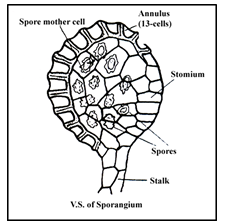 Annulus
(13-cells)
Spore mother cell
Stomium
Spores
Stalk
V.S. of Sporangium